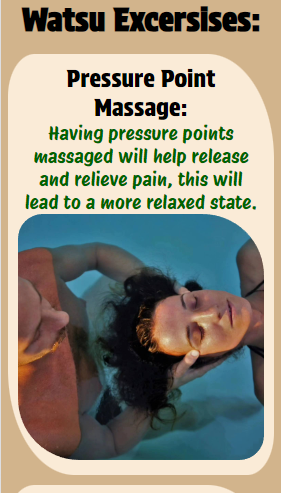 Watsu Excersises:
Pressure Point
Massage:
Having pressure points
massaged will help release
and relieve pain, this will
lead to a more relaxed state.